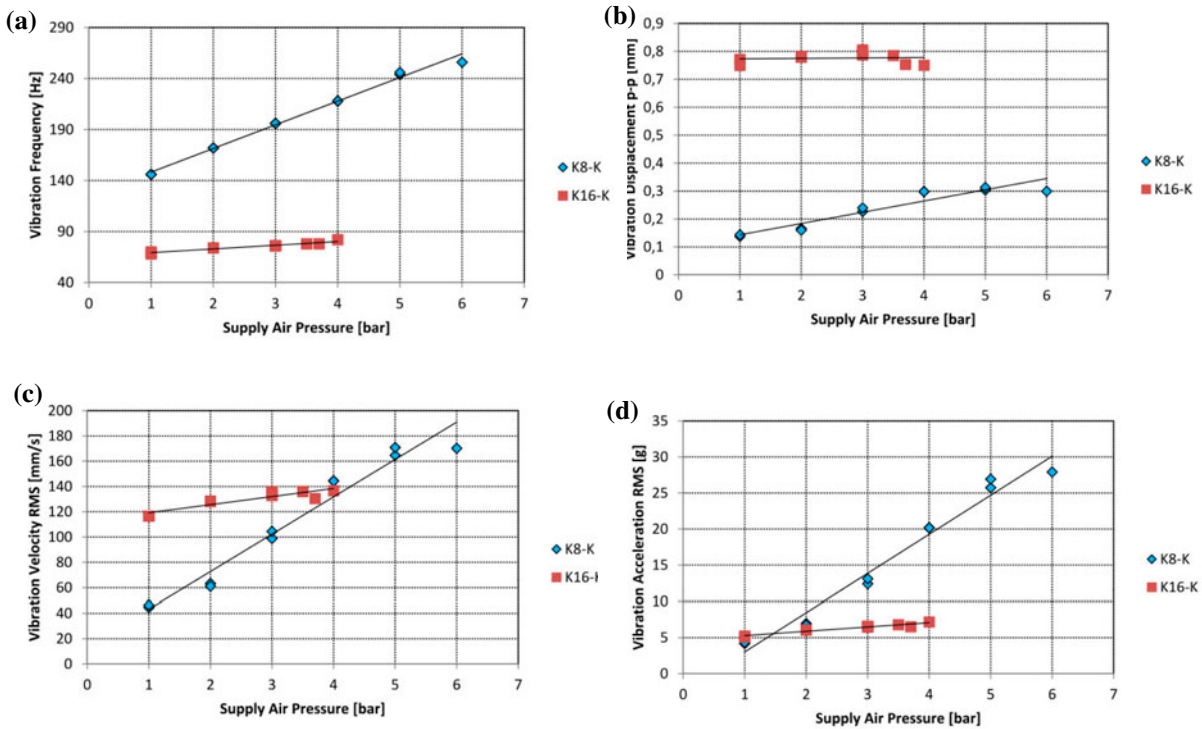 (a)
Vibration Frequency [Hz]
290
240
190
140
90
40
0 1 2 3 4 5 6 7
Supply Air Pressure [bar]
K8-K
K16-K
(b)
Vibration Displacement p-p [mm]
0,9
0,8
0,7
0,6
0,5
0,4
0,3
0,2
0,1
0
0 1 2 3 4 5 6 7
Supply Air Pressure [bar]
K8-K
K16-K
(c)
Vibration Velocity RMS [mm/s]
200
180
160
140
120
100
80
60
40
20
0
0 1 2 3 4 5 6 7
Supply Air Pressure [bar]
K8-K
K16-
(d)
Vibration Acceleration RMS [g]
35
30
25
20
15
10
5
0
0 1 2 3 4 5 6 7
Supply Air Pressure [bar]
K8-K
K16-K